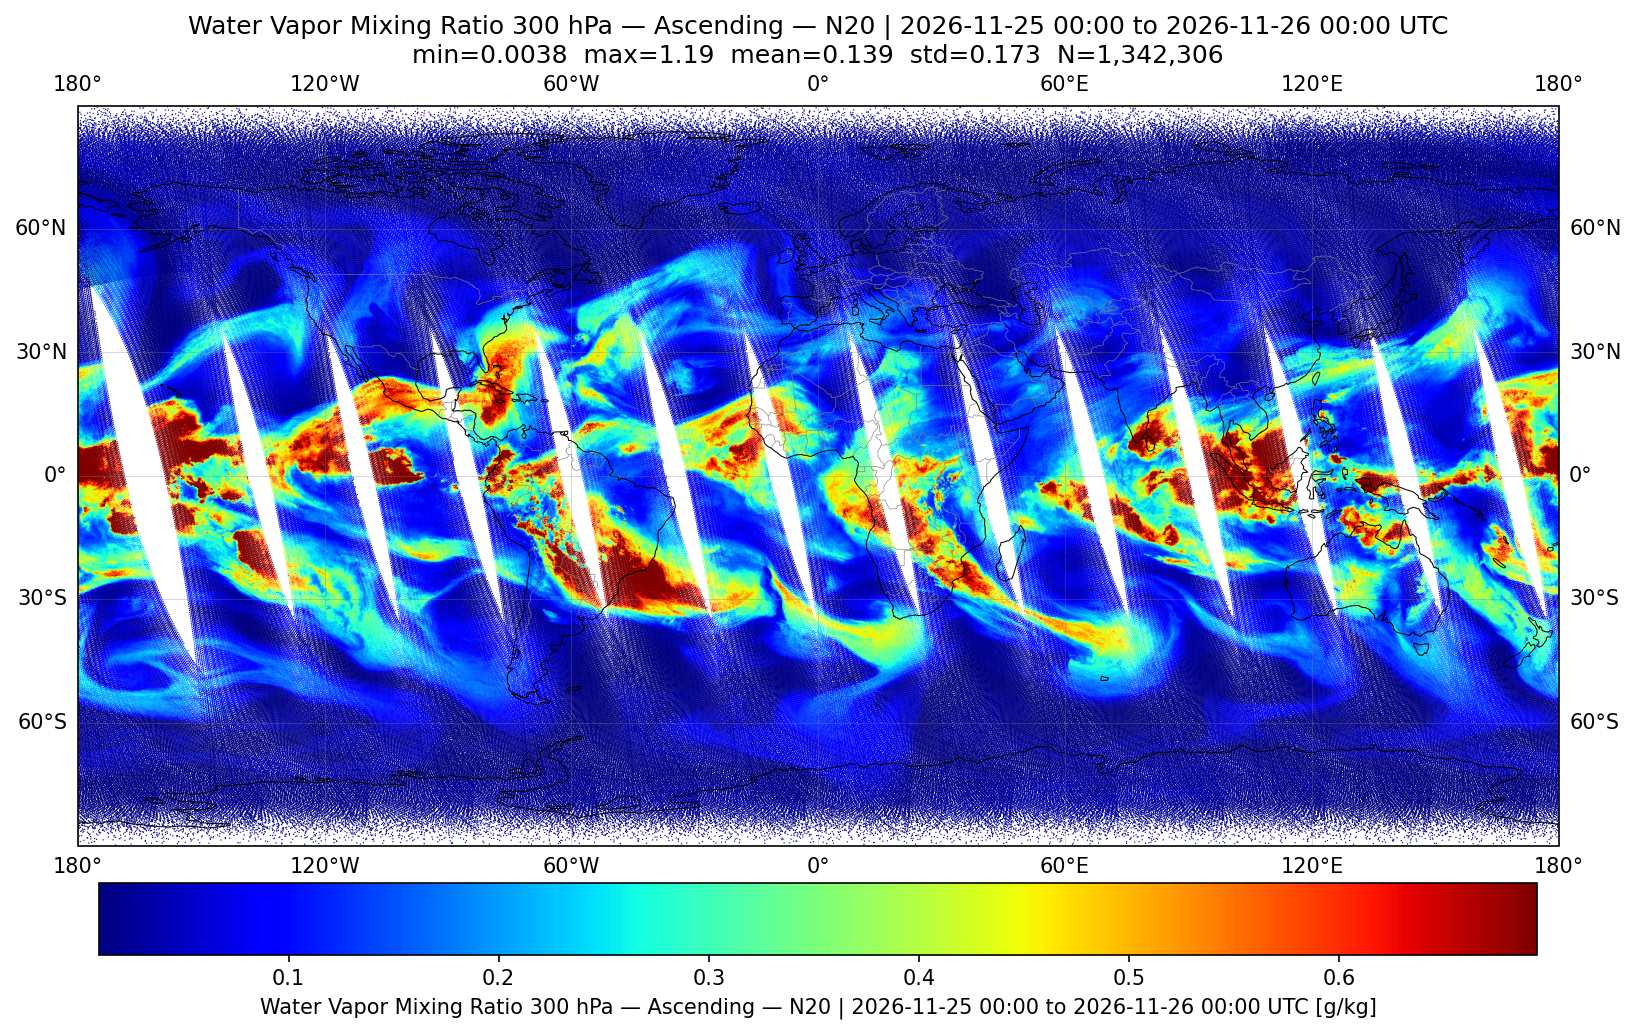 Water Vapor Mixing Ratio 300 hPa — Ascending — N20 | 2026-11-25 00:00 to 2026-11-26 00:00 UTC
min=0.0038 max=1.19 mean=0.139 std=0.173 N=1,342,306
180° 120°W 60°W 0° 60°E 120°E 180°
60°N 60°N
30°N 30°N
0° 0°
30°S 30°S
60°S 60°S
180° 120°W 60°W 0° 60°E 120°E 180°
0.1 0.2 0.3 0.4 0.5 0.6
Water Vapor Mixing Ratio 300 hPa — Ascending — N20 | 2026-11-25 00:00 to 2026-11-26 00:00 UTC [g/kg]